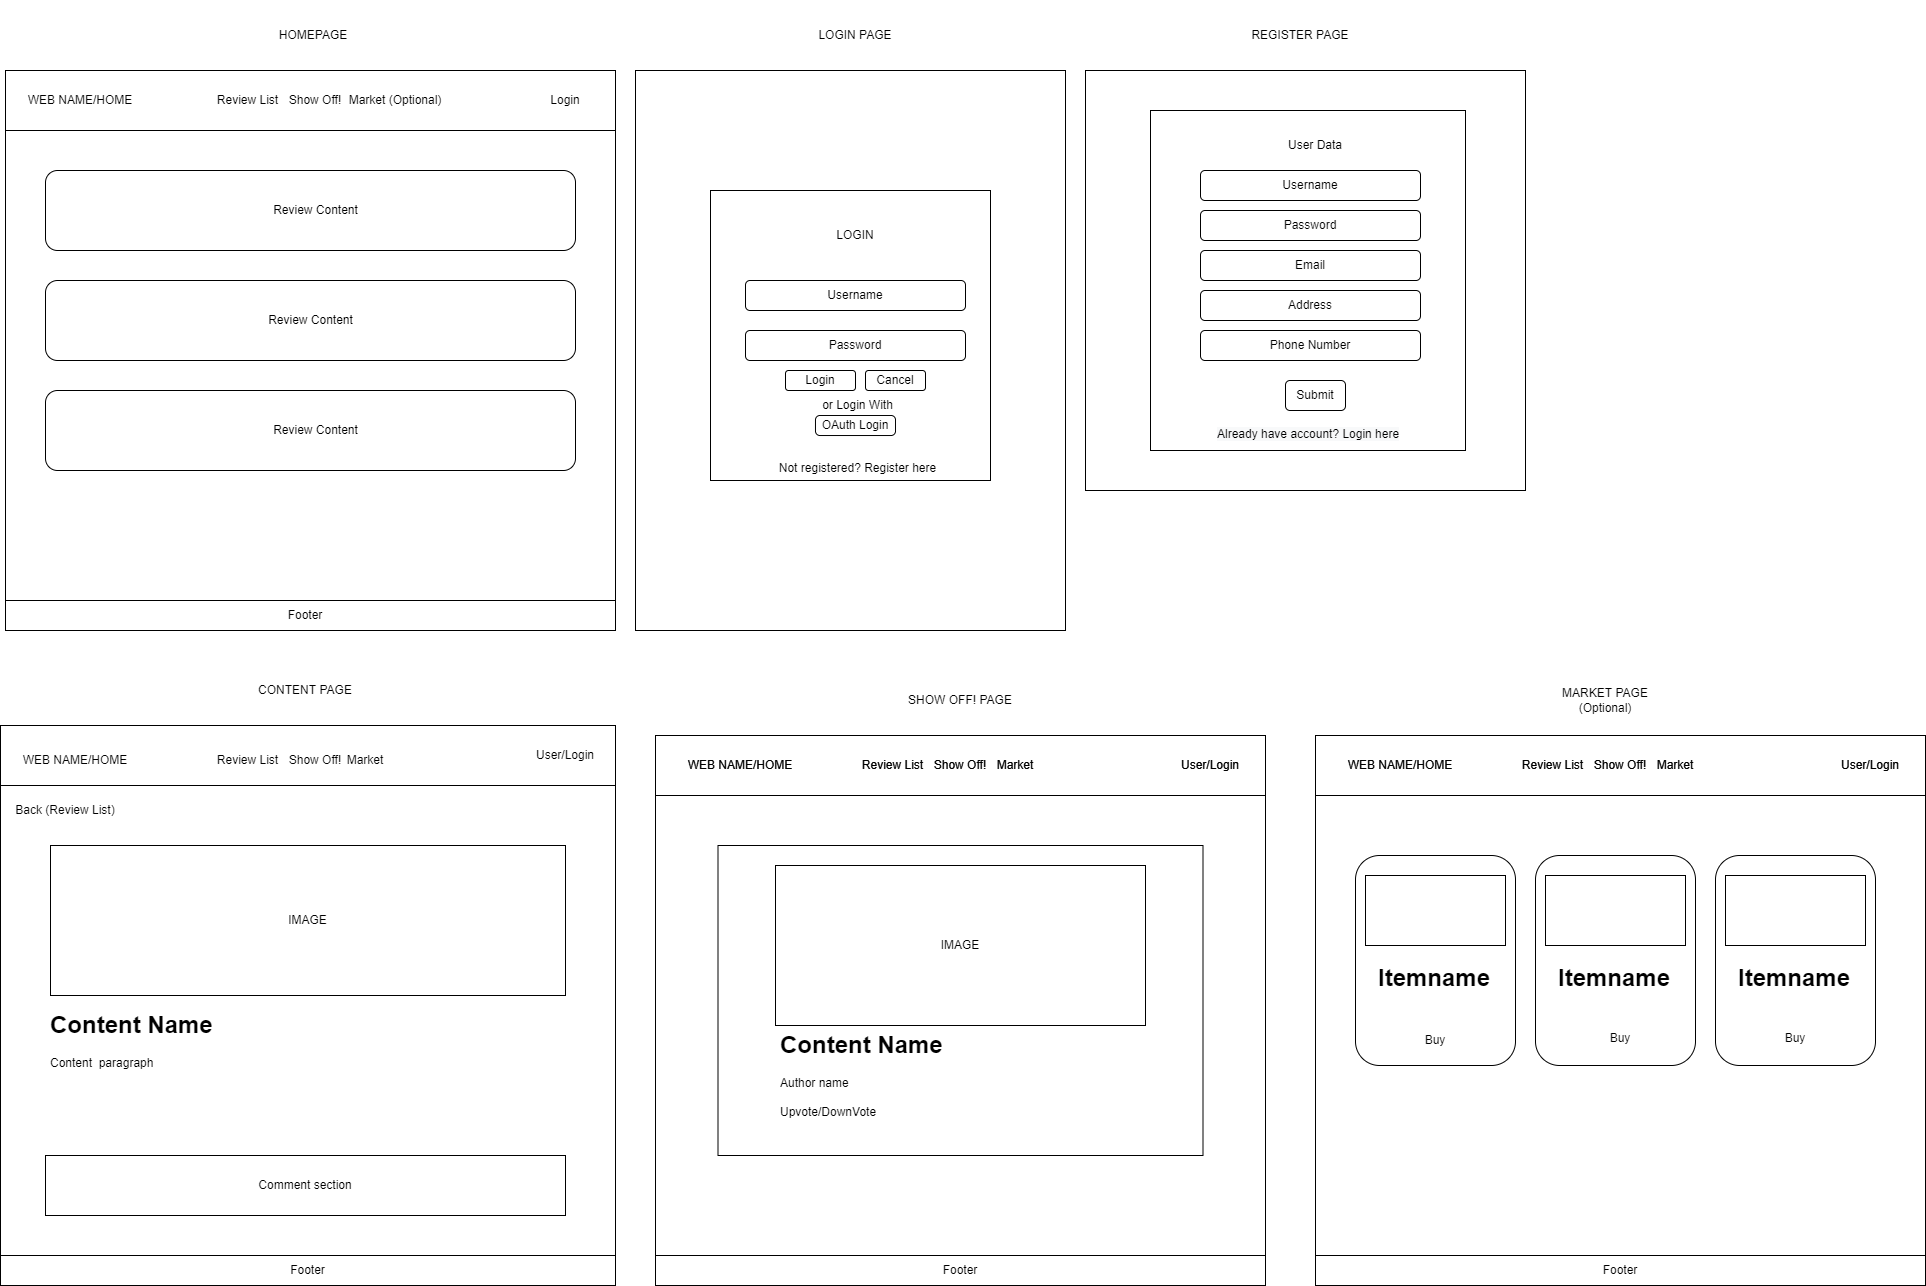 HOMEPAGE
WEB NAME/HOME
Review List Show Off! Market (Optional)
Login
Review Content
Review Content
Review Content
Footer
LOGIN PAGE
LOGIN
Username
Password
Login
Cancel
or Login With
OAuth Login
Not registered? Register here
REGISTER PAGE
User Data
Username
Password
Email
Address
Phone Number
Submit
Already have account? Login here
CONTENT PAGE
WEB NAME/HOME
Review List Show Off! Market
User/Login
Back (Review List)
IMAGE
Content Name
Content paragraph
Comment section
Footer
SHOW OFF! PAGE
WEB NAME/HOME
Review List Show Off! Market
User/Login
IMAGE
Content Name
Author name
Upvote/DownVote
Footer
MARKET PAGE
(Optional)
WEB NAME/HOME
Review List Show Off! Market
User/Login
Itemname
Buy
Itemname
Buy
Itemname
Buy
Footer